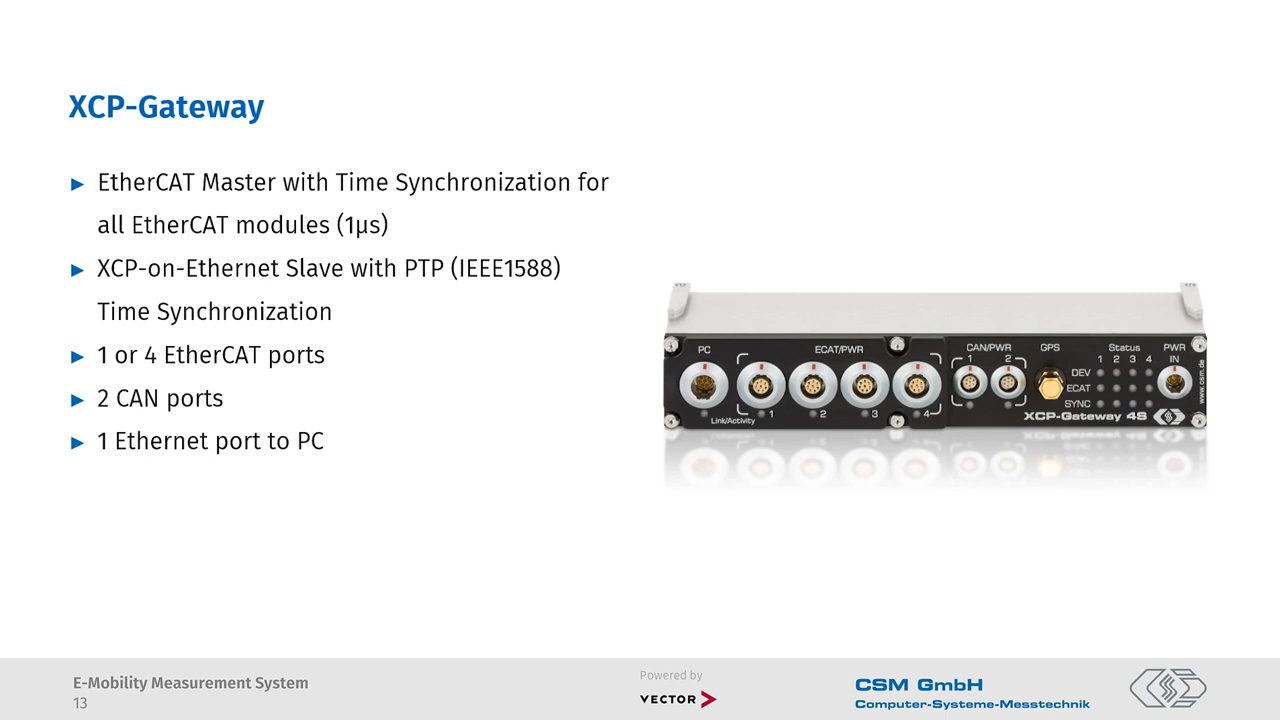 XCP-Gateway
► EtherCAT Master with Time Synchronization for
all EtherCAT modules (1µs)
► XCP-on-Ethernet Slave with PTP (IEEE1588)
Time Synchronization
► 1 or 4 EtherCAT ports
► 2 CAN ports
► 1 Ethernet port to PC
PC ECAT/PWR CAN/PWR GPS Status PWR
1 2 1 2 3 4 IN
DEV
ECAT
SYNC
1 2 3 4
Link/Activity
XCP-Gateway 4S
www.csm.de
E-Mobility Measurement System
13
Powered by
VECTOR
CSM GmbH
Computer-Systeme-Messtechnik